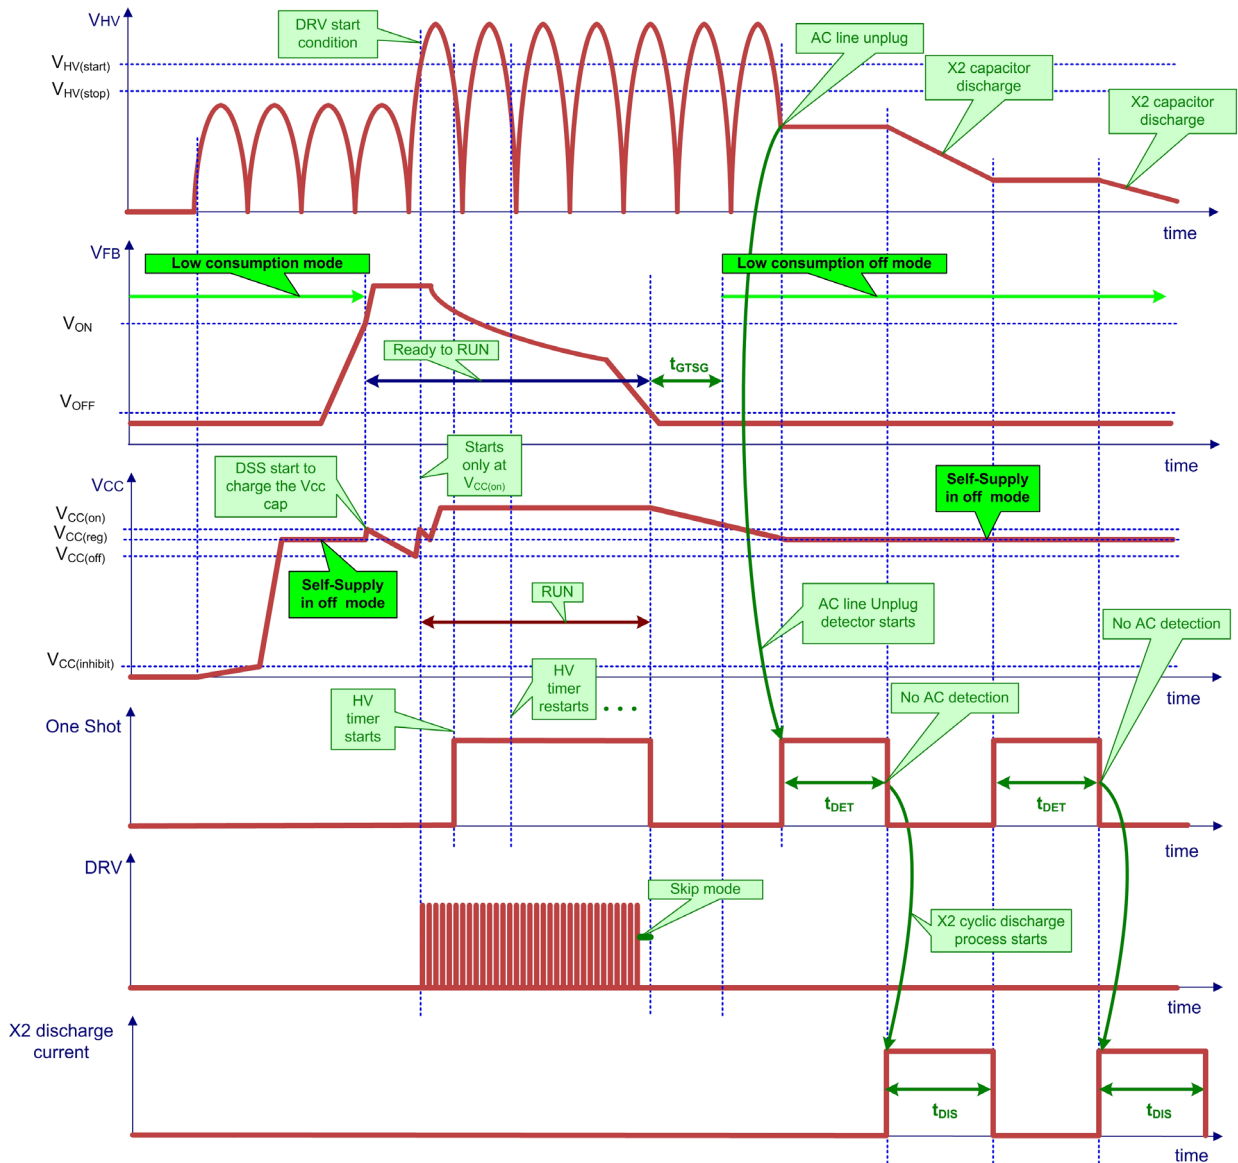 VHV
DRV start
condition
AC line unplug
VHV(start)
VHV(stop)
X2 capacitor
discharge
X2 capacitor
discharge
time
VFB
Low consumption mode
Low consumption off mode
VON
Ready to RUN
tGTSG
VOFF
time
Starts
only at
VCC(on)
DSS start to
charge the Vcc
cap
VCC
Self-Supply
in off mode
VCC(on)
VCC(reg)
VCC(off)
Self-Supply
in off mode
RUN
AC line Unplug
detector starts
No AC detection
VCC(inhibit)
time
HV
timer
restarts
HV
timer
starts
. . .
No AC detection
One Shot
tDET
tDET
time
DRV
Skip mode
X2 cyclic discharge
process starts
time
X2 discharge
current
tDIS
tDIS
time